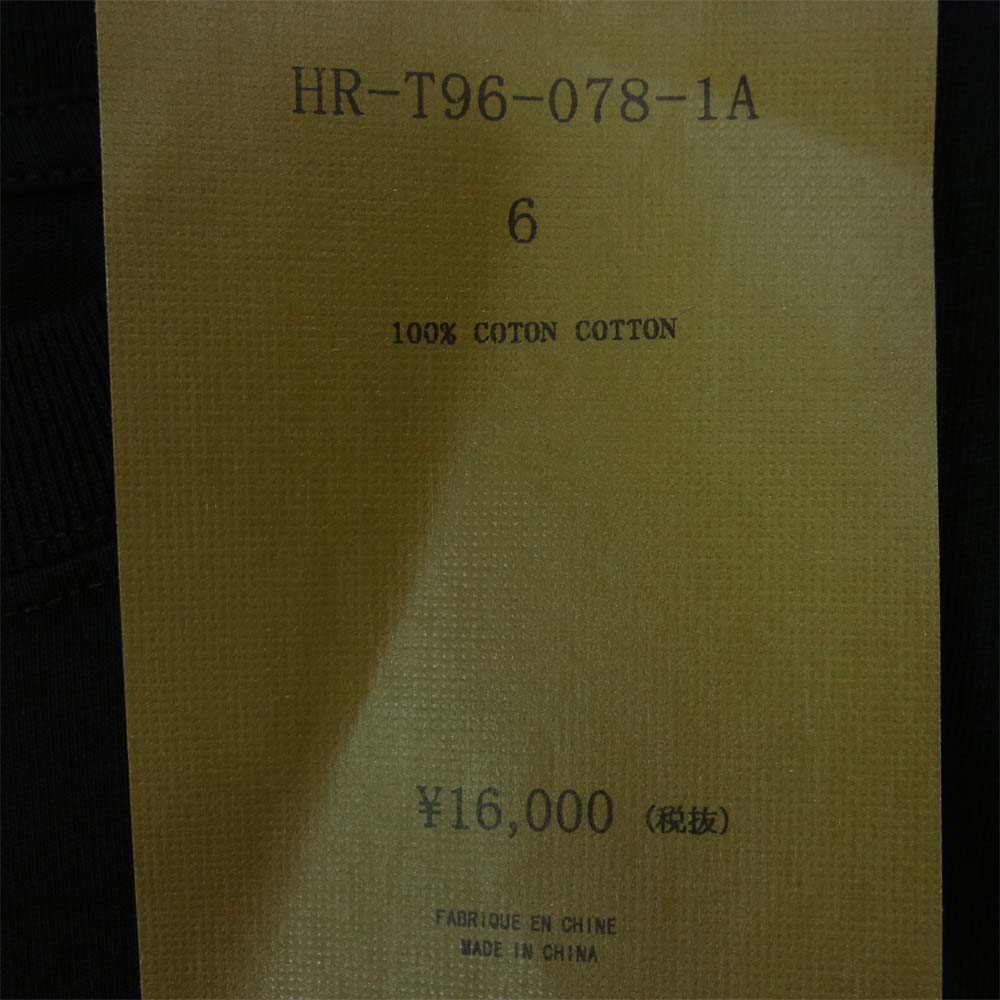 HR-T96-078-1A
6
100% COTON COTTON
¥16,000 (税抜)
FABRIQUE EN CHINE
MADE IN CHINA